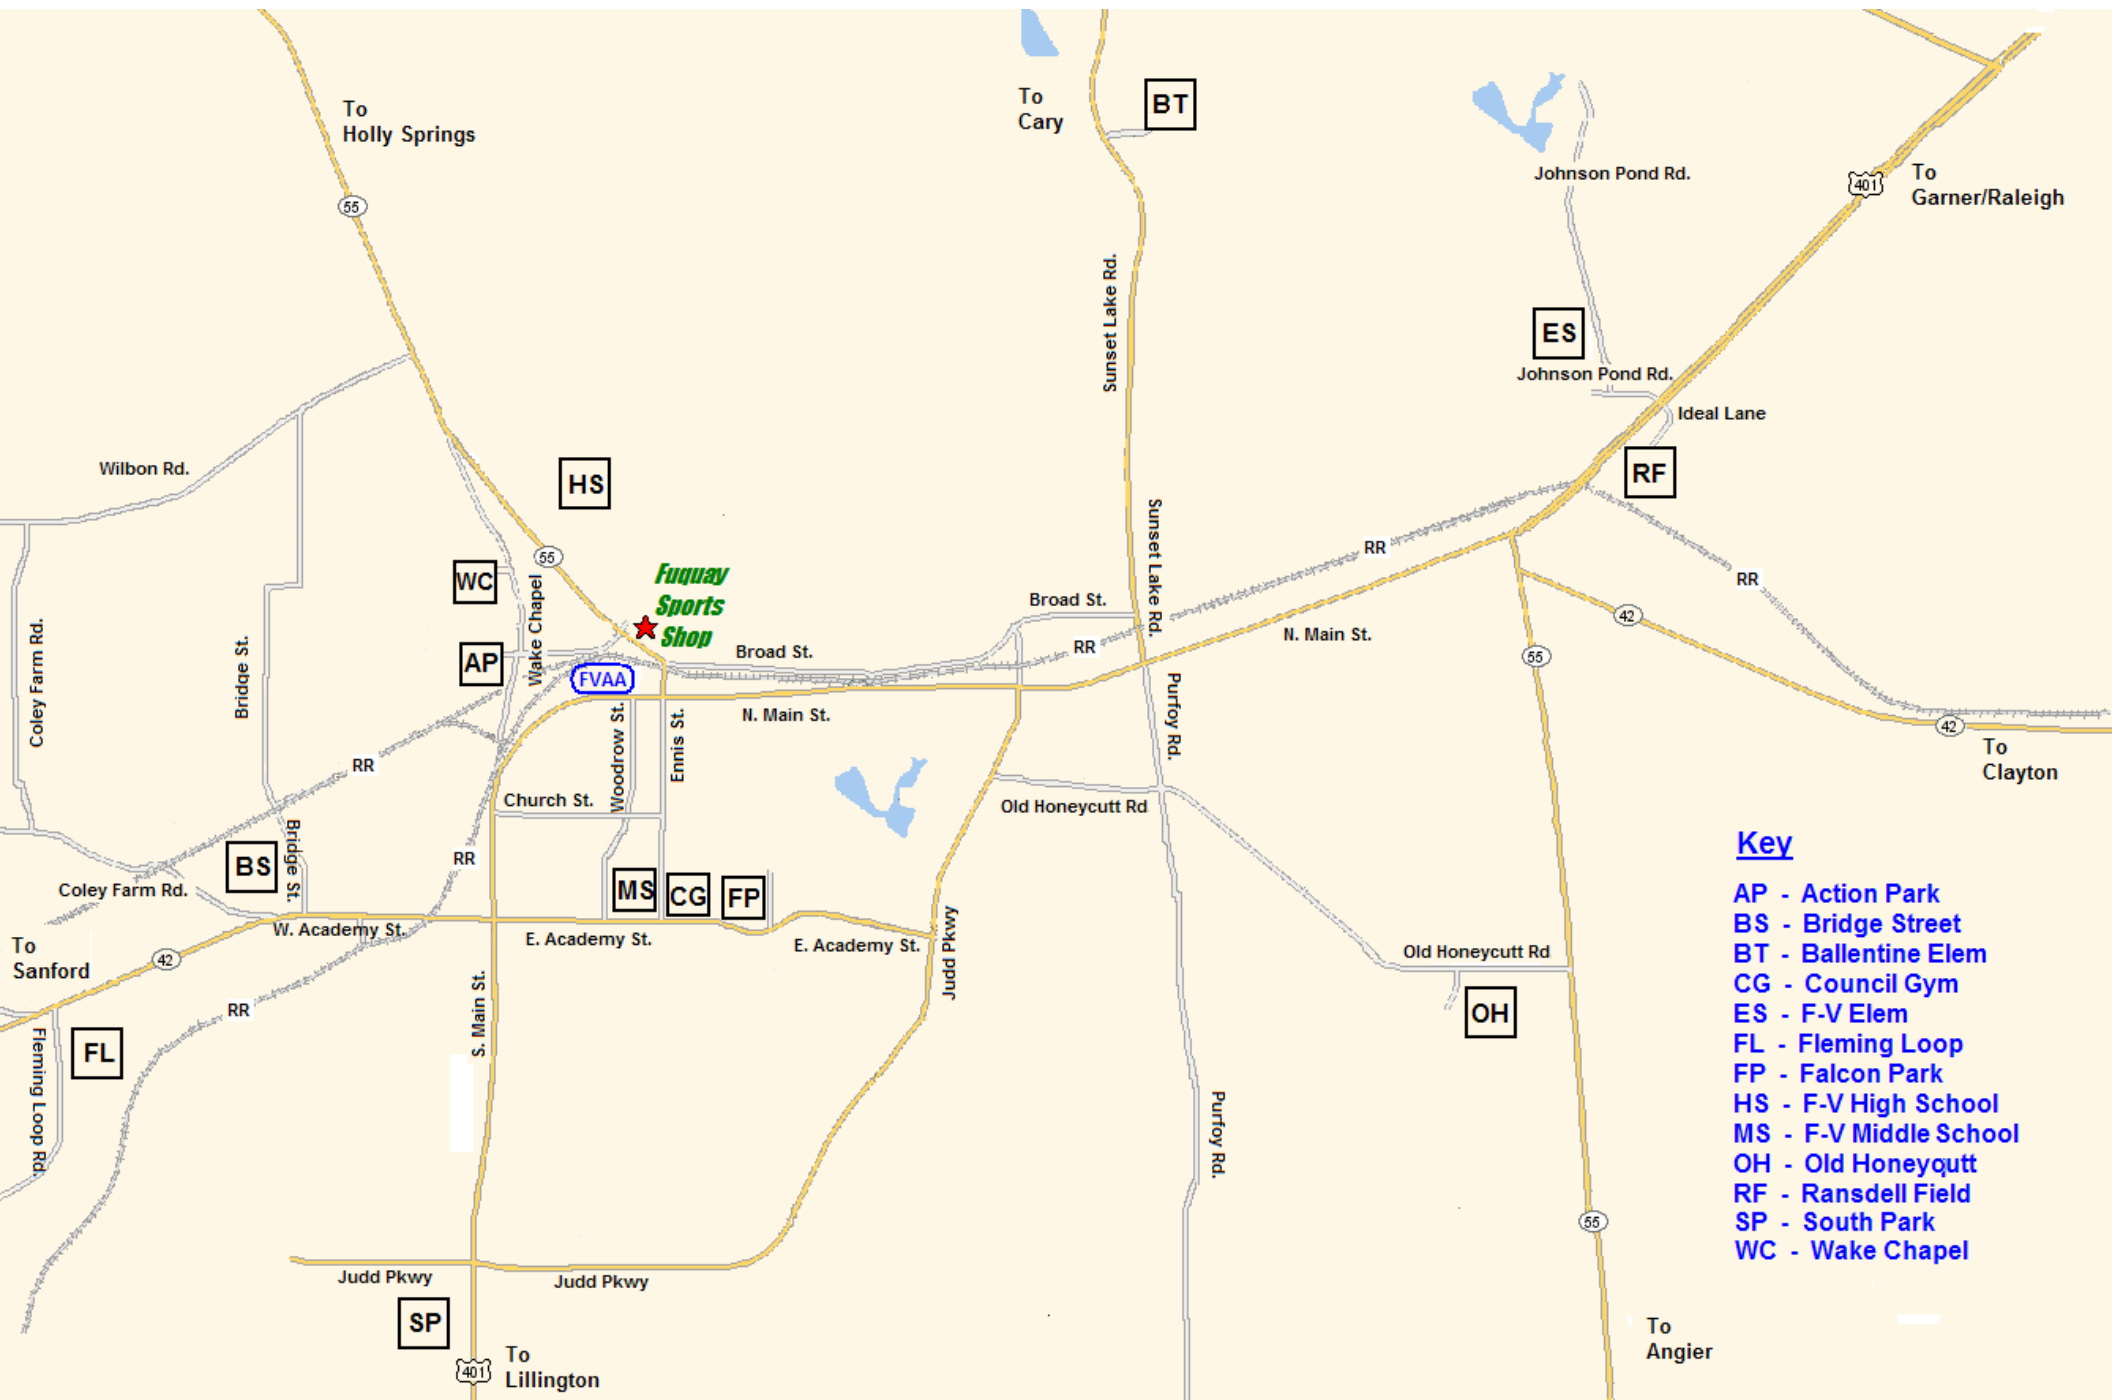 To
Holly Springs
To
Cary
BT
Johnson Pond Rd.
401
To
Garner/Raleigh
55
Sunset Lake Rd.
ES
Johnson Pond Rd.
Ideal Lane
Wilbon Rd.
HS
RF
Sunset Lake Rd.
55
RR
WC
Wake Chapel
Fuquay
Sports
Shop
RR
Broad St.
42
N. Main St.
Coley Farm Rd.
Bridge St.
AP
FVAA
Broad St.
RR
55
Purfoy Rd.
N. Main St.
Woodrow St.
Ennis St.
42
To
Clayton
RR
Church St.
Old Honeycutt Rd
Bridge St.
BS
RR
Coley Farm Rd.
MS
CG
FP
Key
AP - Action Park
BS - Bridge Street
BT - Ballentine Elem
CG - Council Gym
ES - F-V Elem
FL - Fleming Loop
FP - Falcon Park
HS - F-V High School
MS - F-V Middle School
OH - Old Honeyqutt
RF - Ransdell Field
SP - South Park
WC - Wake Chapel
W. Academy St.
E. Academy St.
E. Academy St.
Judd Pkwy
To
Sanford
42
Old Honeycutt Rd
RR
S. Main St.
OH
FL
Fleming Loop Rd.
Purfoy Rd.
55
Judd Pkwy
Judd Pkwy
SP
To
Angier
401
To
Lillington